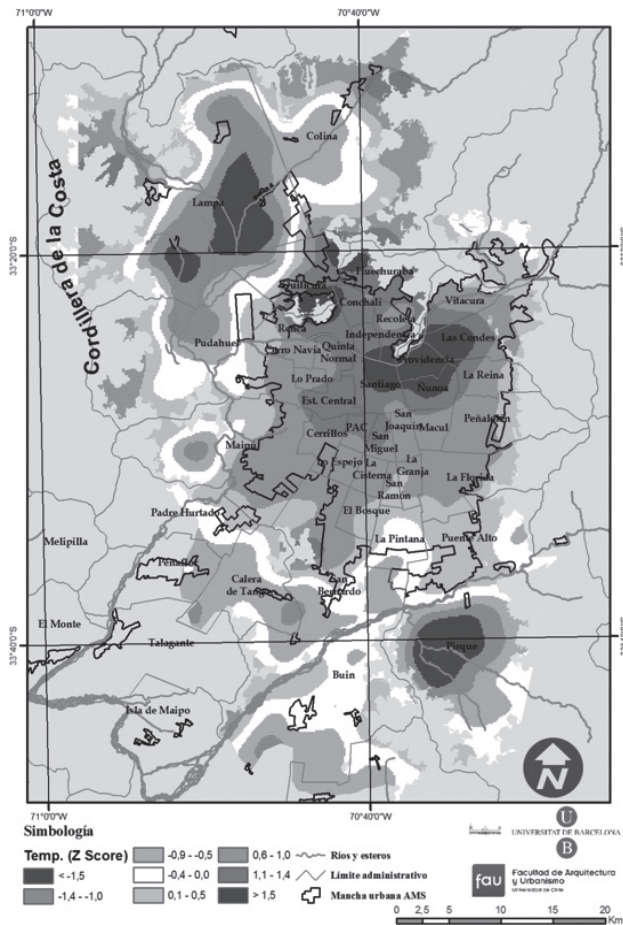 71°0'0"W 70°40'0"W
Colina
Cordillera de la Costa
Lampa
33°20'0"S
Huechuraba
Quilicura
Conchalí
Vitacura
Renca
Recoleta
Independencia
Las Condes
Pudahuel
Cerro Navia
Quinta
Normal
Providencia
Lo Prado
Santiago
Ñuñoa
La Reina
Est. Central
San
Joaquín
Macul
Peñalolén
Cerrillos
PAC
San
Miguel
Maipú
Lo Espejo
La
Cisterna
La
Granja
San
Ramón
La Florida
Padre Hurtado
El Bosque
Melipilla
La Pintana
Puente Alto
Peñaflor
Calera
de Tango
San
Bernardo
El Monte
Talagante
33°40'0"S
Pirque
Buin
Isla de Maipo
N
71°0'0"W 70°40'0"W
Simbología
Temp. (Z Score)
< -1,5
-1,4 - -1,0
-0,9 - -0,5
-0,4 - 0,0
0,1 - 0,5
0,6 - 1,0
1,1 - 1,4
> 1,5
Ríos y esteros
Límite administrativo
Mancha urbana AMS
U
UNIVERSITAT DE BARCELONA
B
fau
Facultad de Arquitectura
y Urbanismo
Universidad de Chile
0 2,5 5 10 15 20
Km